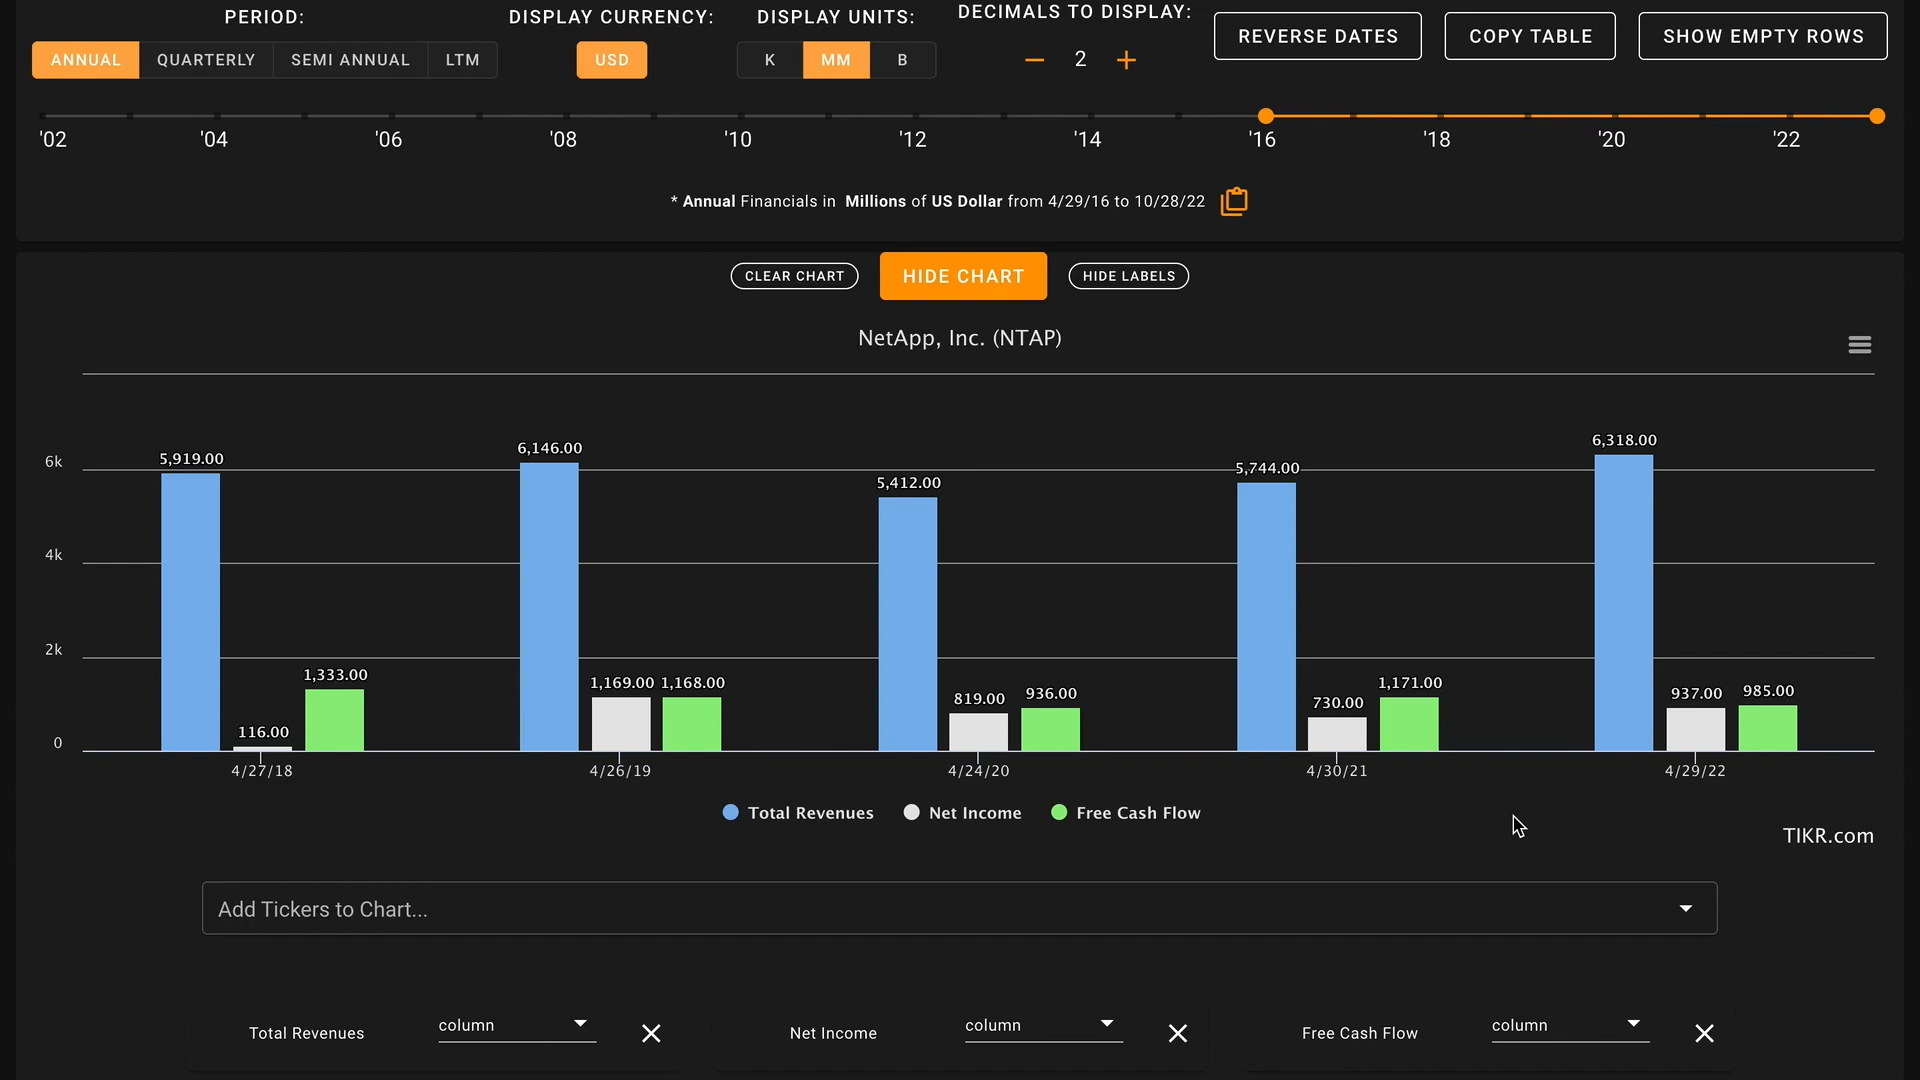 PERIOD:
DISPLAY CURRENCY:
DISPLAY UNITS:
DECIMALS TO DISPLAY:
ANNUAL QUARTERLY SEMI ANNUAL LTM
USD
K MM B
2
REVERSE DATES
COPY TABLE
SHOW EMPTY ROWS
'02 '04 '06 '08 '10 '12 '14 '16 '18 '20 '22
* Annual Financials in Millions of US Dollar from 4/29/16 to 10/28/22
CLEAR CHART
HIDE CHART
HIDE LABELS
NetApp, Inc. (NTAP)
6k
4k
2k
0
5,919.00
116.00
1,333.00
6,146.00
1,169.00
1,168.00
5,412.00
819.00
936.00
5,744.00
730.00
1,171.00
6,318.00
937.00
985.00
4/27/18 4/26/19 4/24/20 4/30/21 4/29/22
Total Revenues Net Income Free Cash Flow
TIKR.com
Add Tickers to Chart...
Total Revenues column
Net Income column
Free Cash Flow column